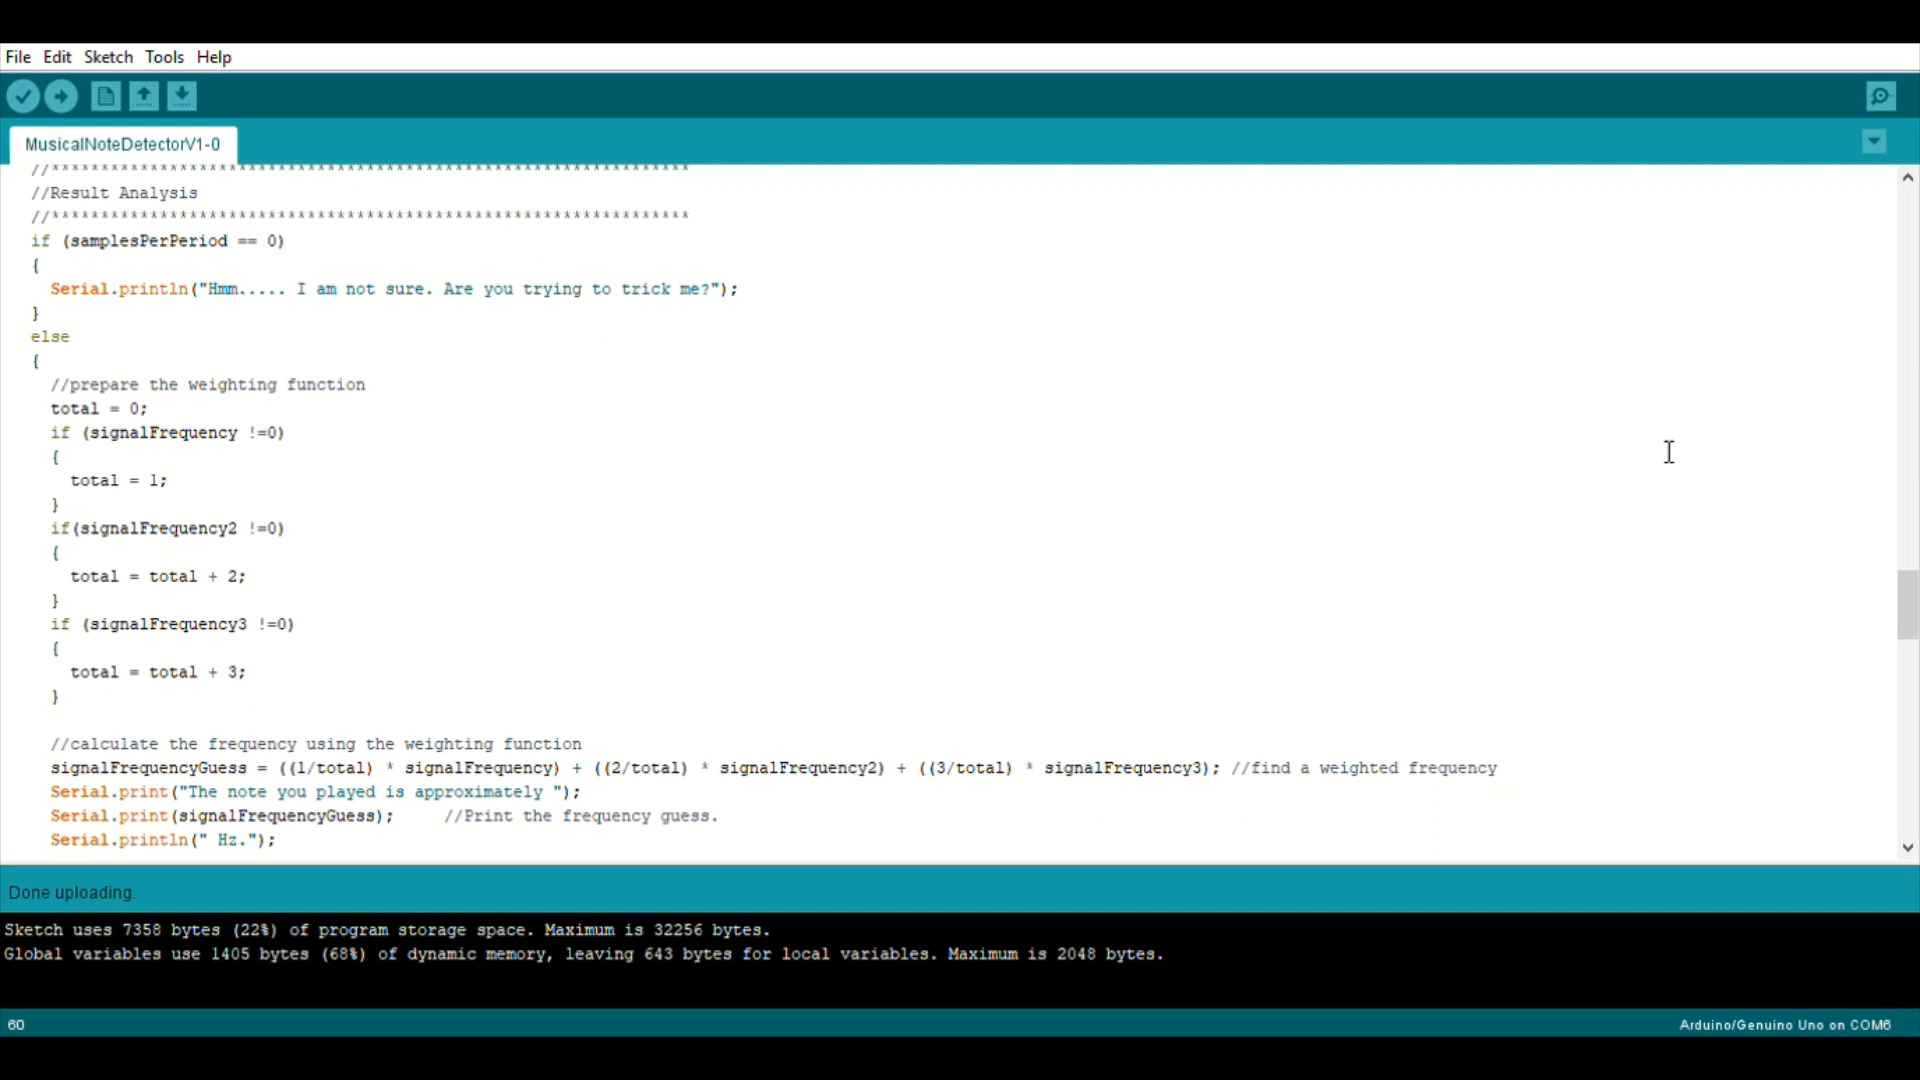 File Edit Sketch Tools Help
MusicalNoteDetectorV1-0
//*****************************************************************
//Result Analysis
//*****************************************************************
if (samplesPerPeriod == 0)
{
Serial.println("Hmm..... I am not sure. Are you trying to trick me?");
}
else
{
//prepare the weighting function
total = 0;
if (signalFrequency !=0)
{
total = 1;
}
if(signalFrequency2 !=0)
{
total = total + 2;
}
if (signalFrequency3 !=0)
{
total = total + 3;
}
//calculate the frequency using the weighting function
signalFrequencyGuess = ((1/total) * signalFrequency) + ((2/total) * signalFrequency2) + ((3/total) * signalFrequency3); //find a weighted frequency
Serial.print("The note you played is approximately ");
Serial.print(signalFrequencyGuess); //Print the frequency guess.
Serial.println(" Hz.");
Done uploading.
Sketch uses 7358 bytes (22%) of program storage space. Maximum is 32256 bytes.
Global variables use 1405 bytes (68%) of dynamic memory, leaving 643 bytes for local variables. Maximum is 2048 bytes.
60 Arduino/Genuino Uno on COM6